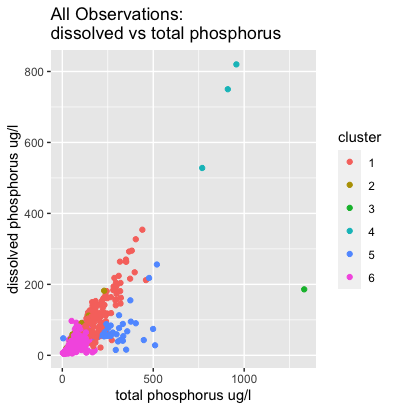 All Observations:
dissolved vs total phosphorus
dissolved phosphorus ug/l
800
600
400
200
0
0 500 1000
total phosphorus ug/l
cluster
1
2
3
4
5
6